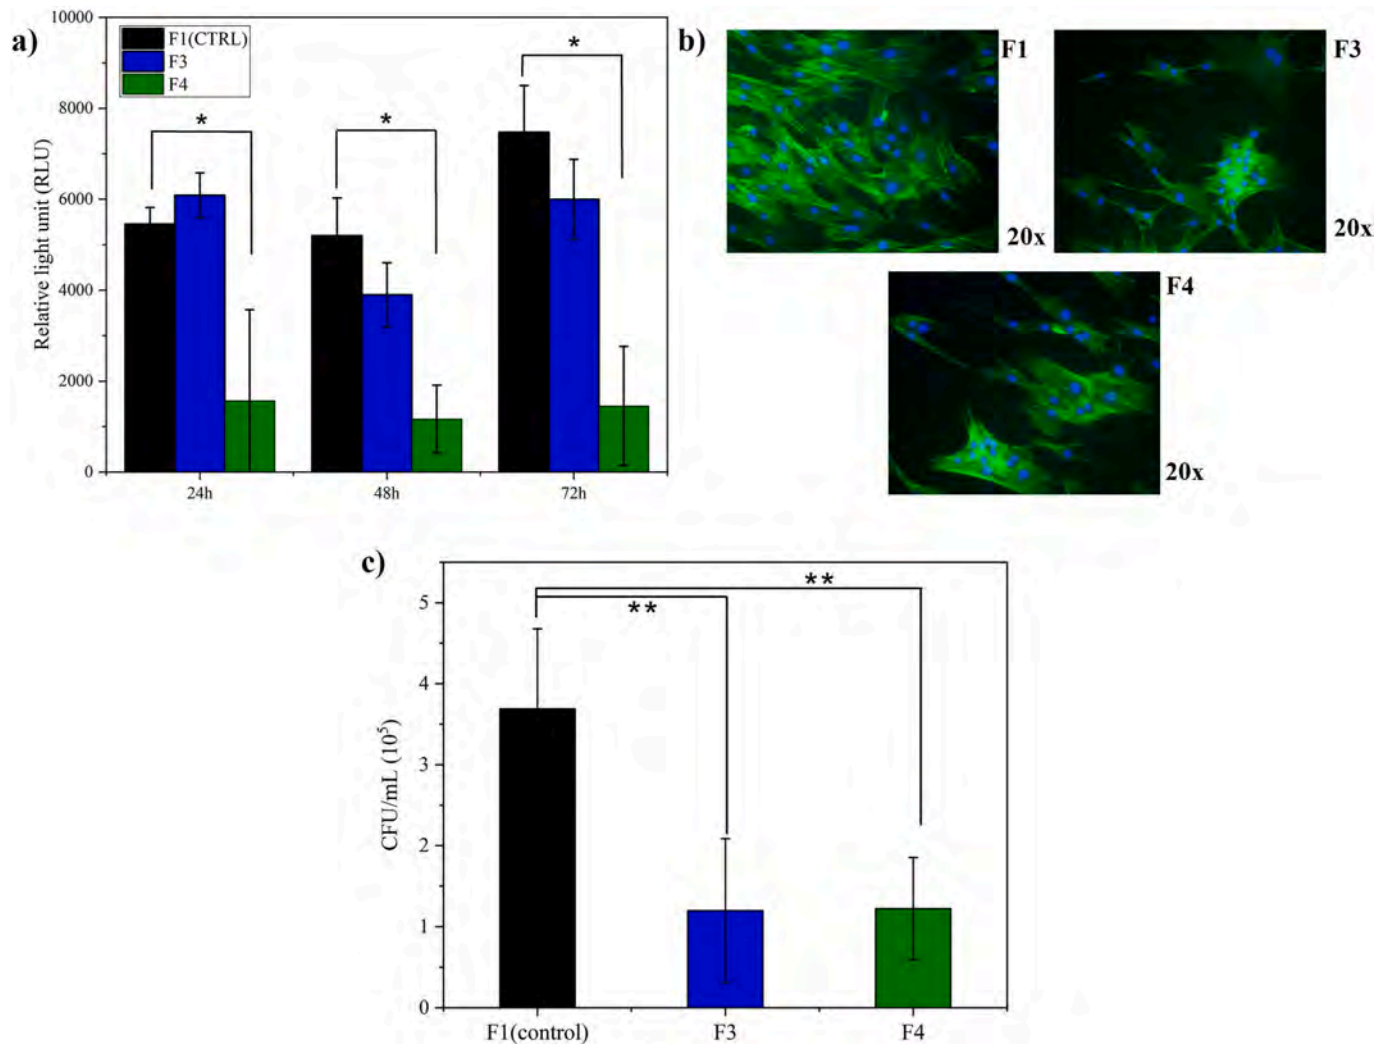 a)
10000
8000
6000
4000
2000
0
Relative light unit (RLU)
F1(CTRL)
F3
F4
*
*
*
24h
48h
72h
b)
F1
20x
F3
20x
F4
20x
c)
5
4
3
2
1
0
CFU/mL (10⁵)
**
**
F1(control)
F3
F4